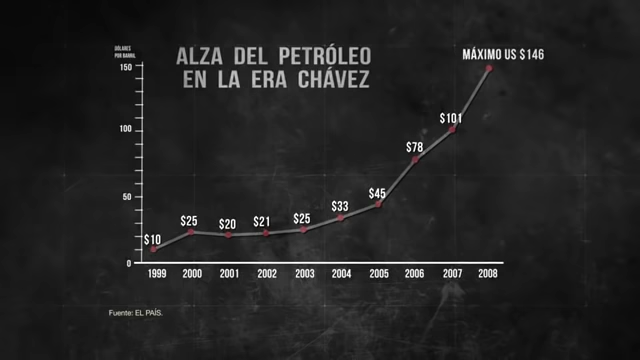 DÓLARES
POR BARRIL
ALZA DEL PETRÓLEO
EN LA ERA CHÁVEZ
MÁXIMO US $146
150
100
50
0
$10
$25
$20
$21
$25
$33
$45
$78
$101
1999 2000 2001 2002 2003 2004 2005 2006 2007 2008
Fuente: EL PAÍS.